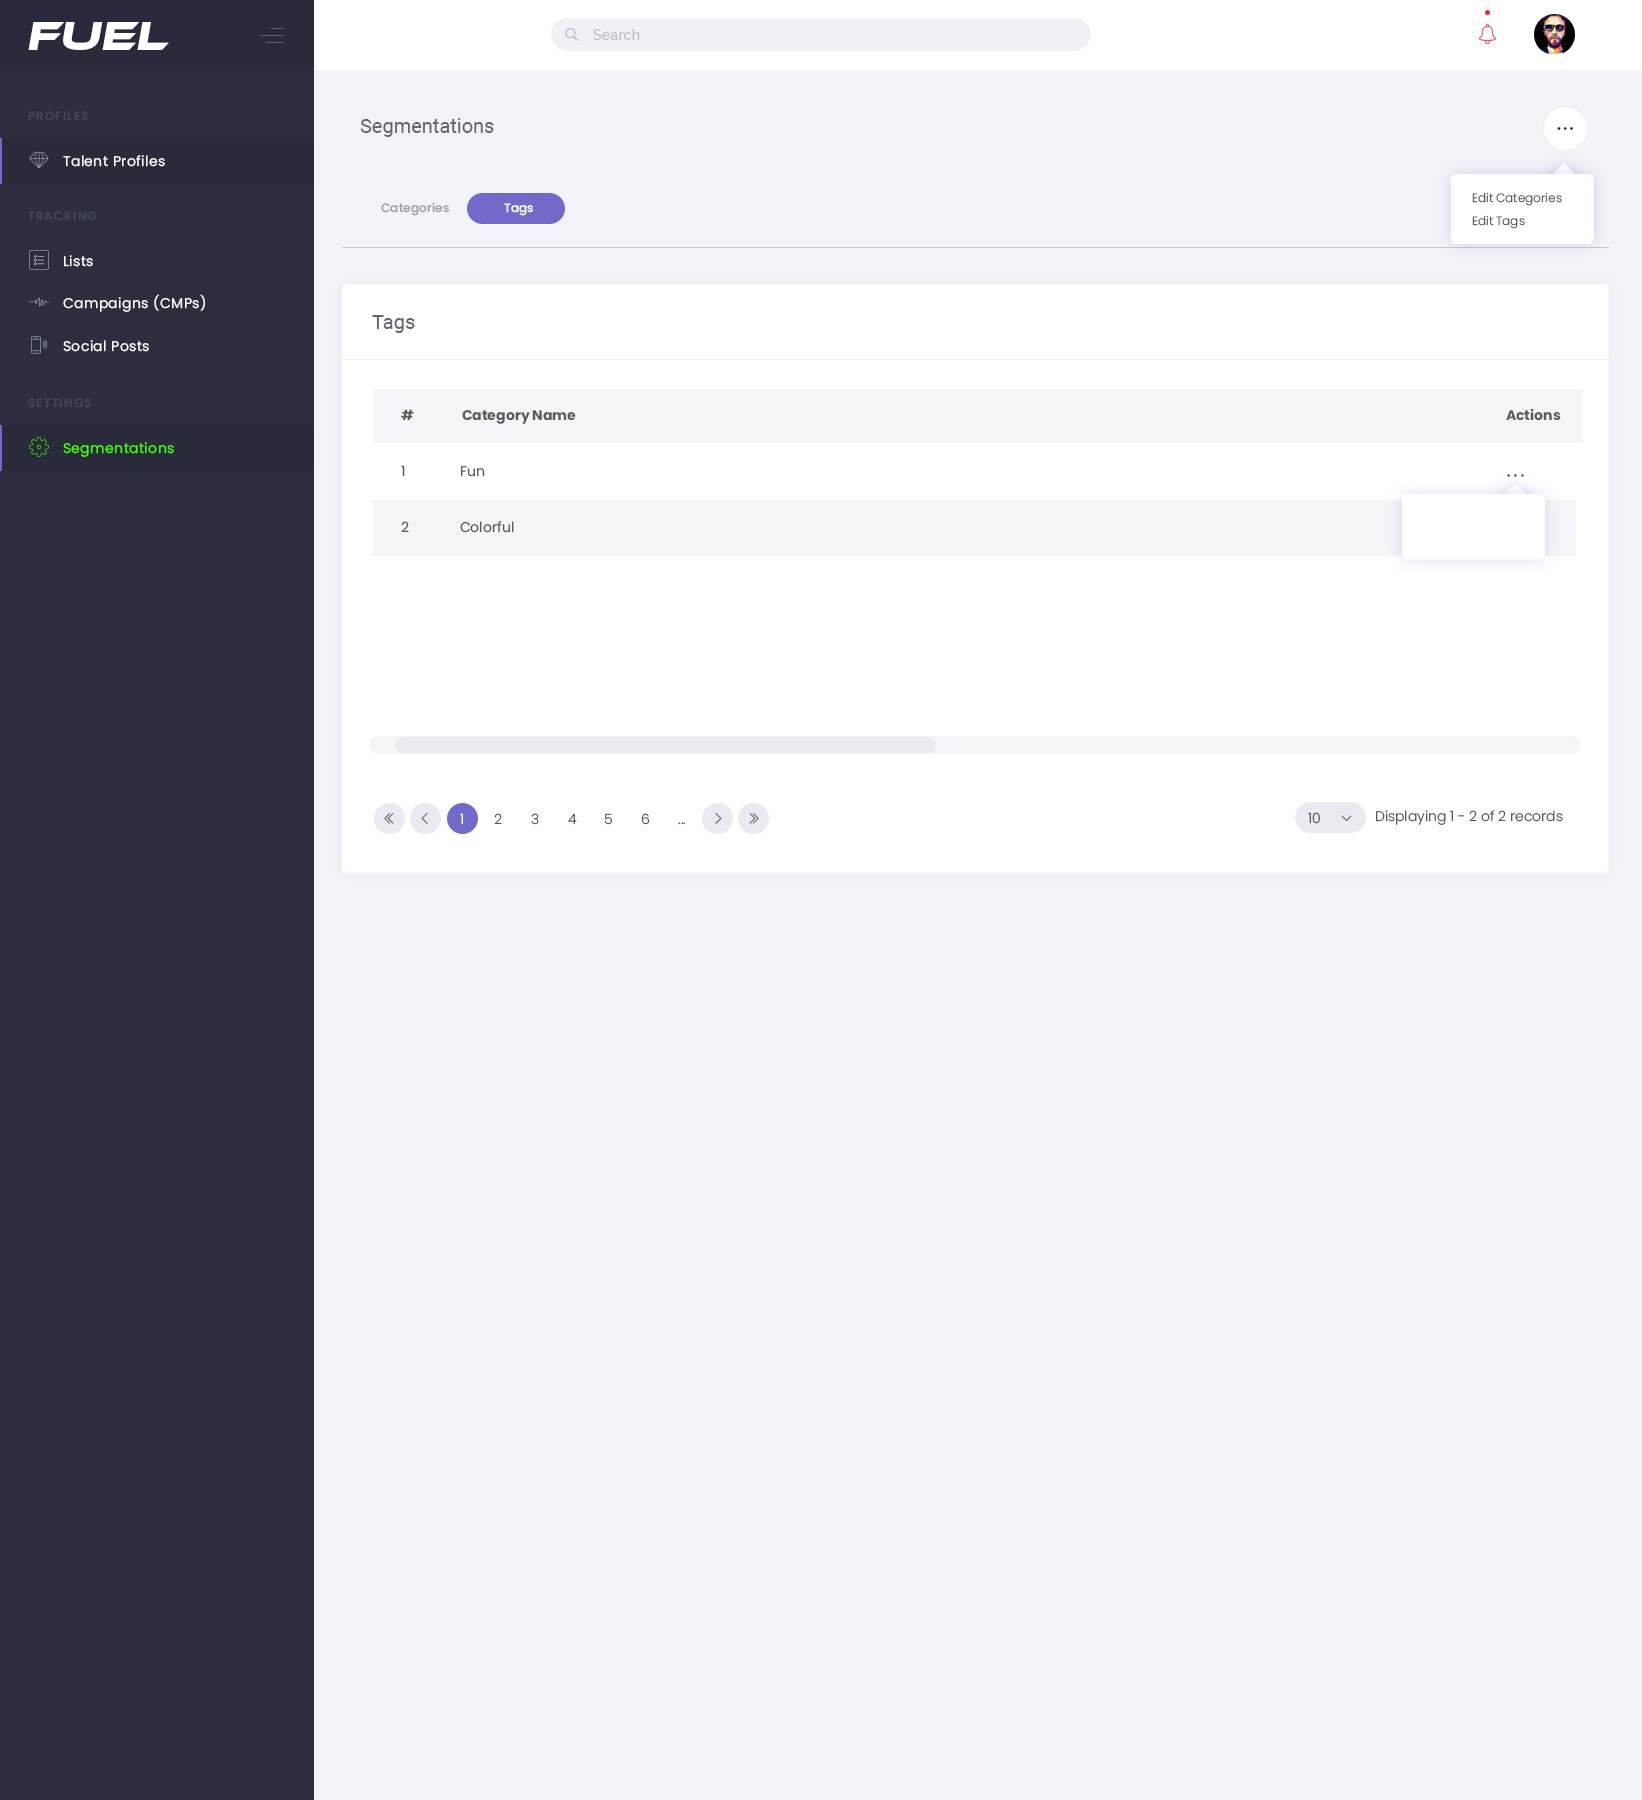 FUEL
Search
PROFILES
Talent Profiles
TRACKING
Lists
Campaigns (CMPs)
Social Posts
SETTINGS
Segmentations
Segmentations
Edit Categories
Edit Tags
Categories
Tags
Tags
# Category Name Actions
1 Fun ...
2 Colorful
1 2 3 4 5 6 ...
10 Displaying 1 - 2 of 2 records